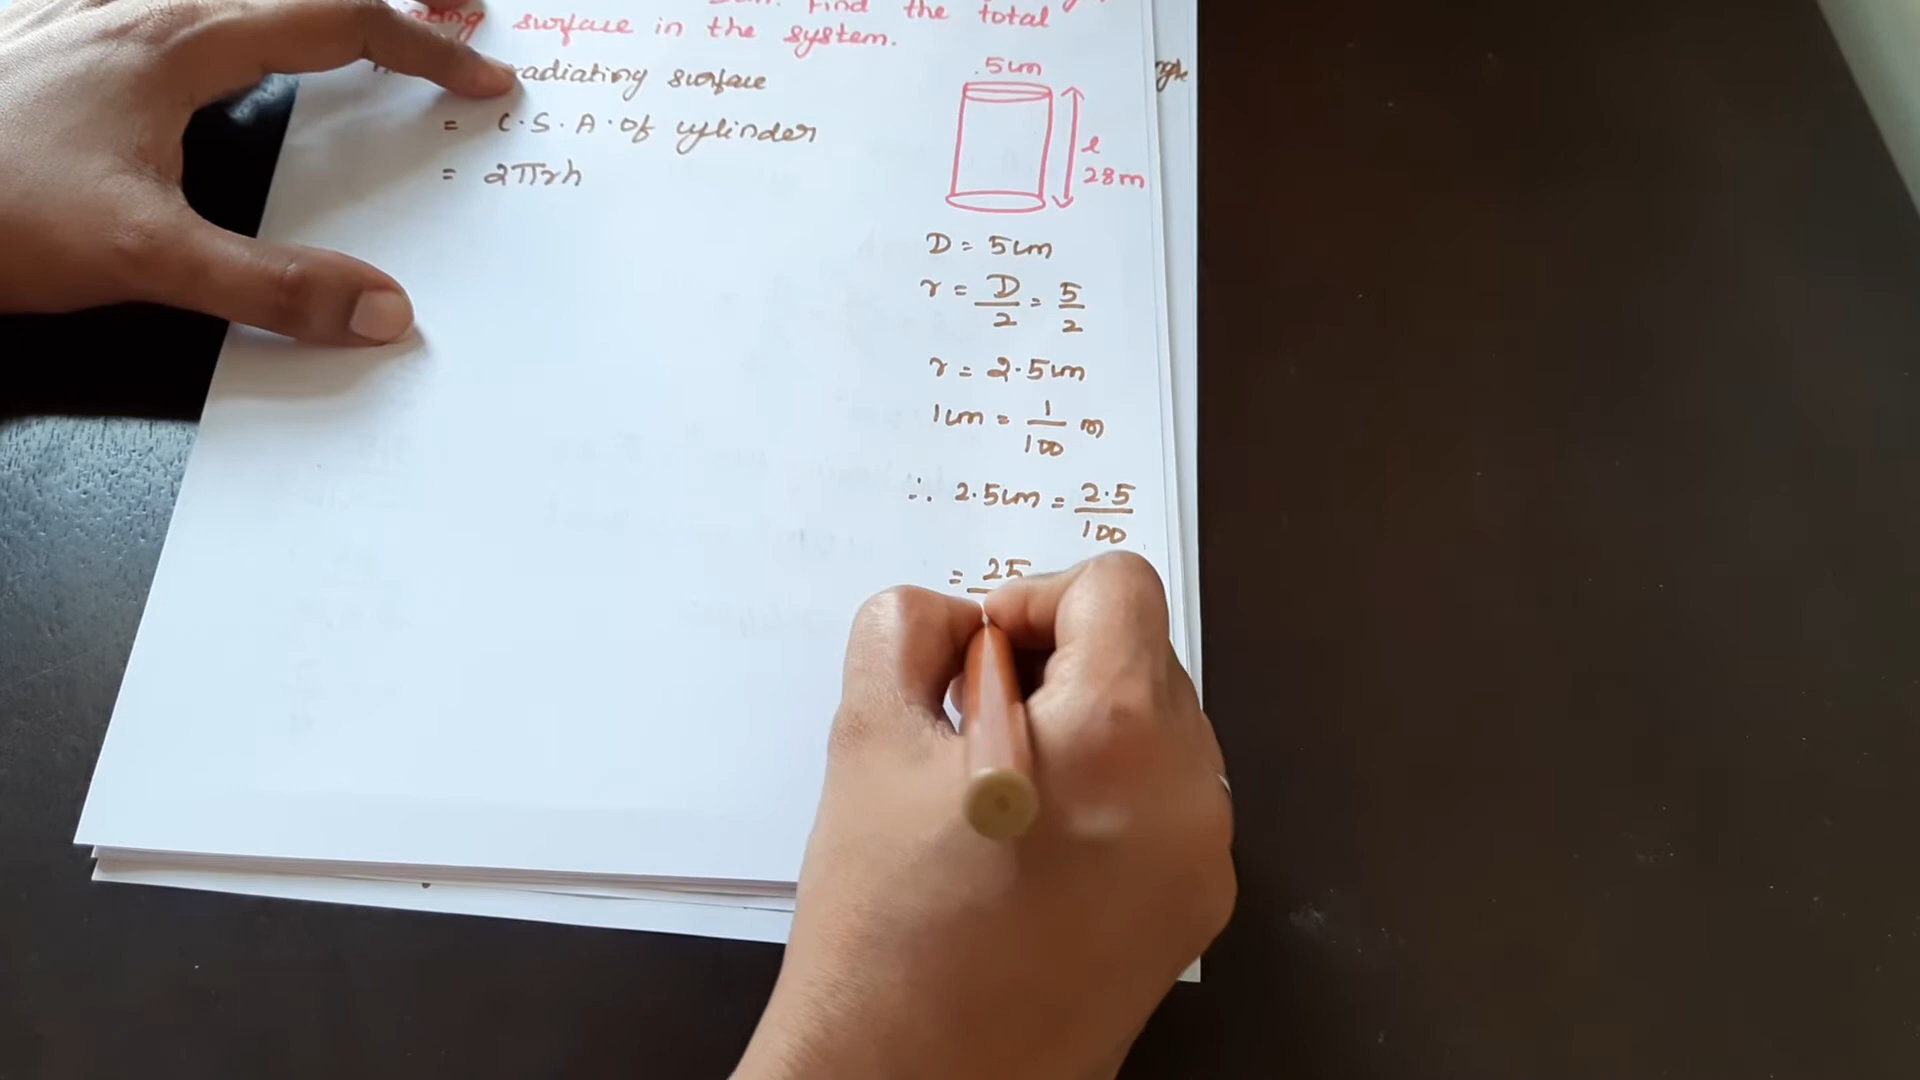 Find the total
surface in the system.
radiating surface
= C.S.A. of cylinder
= 2πrh
5cm
l
28m
D = 5cm
r = D/2 = 5/2
r = 2.5cm
1cm = 1/100 m
∴ 2.5cm = 2.5/100
= 25